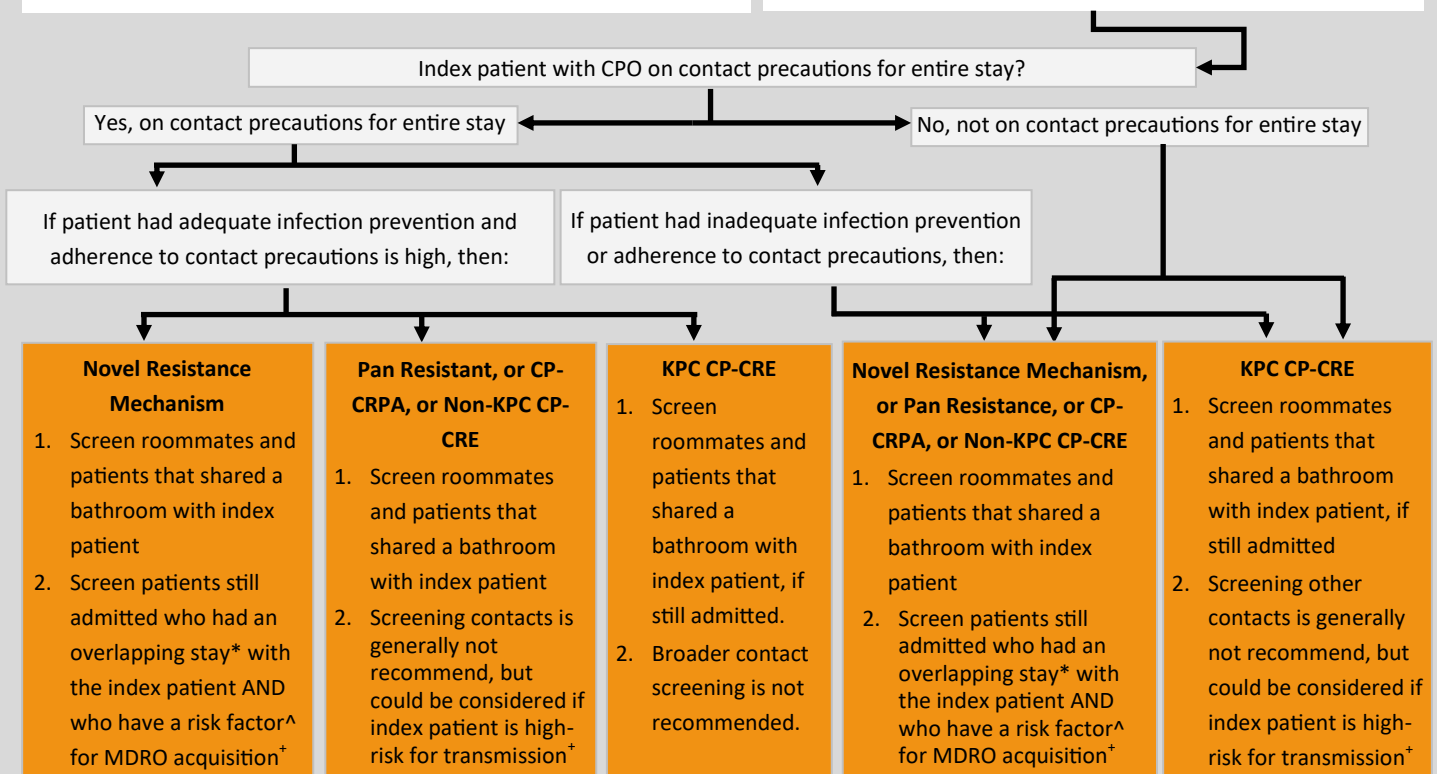 Index patient with CPO on contact precautions for entire stay?
Yes, on contact precautions for entire stay
No, not on contact precautions for entire stay
If patient had adequate infection prevention and
adherence to contact precautions is high, then:
If patient had inadequate infection prevention
or adherence to contact precautions, then:
Novel Resistance
Mechanism
1. Screen roommates and
patients that shared a
bathroom with index
patient
2. Screen patients still
admitted who had an
overlapping stay* with
the index patient AND
who have a risk factor^
for MDRO acquisition+
Pan Resistant, or CP-
CRPA, or Non-KPC CP-
CRE
1. Screen roommates
and patients that
shared a bathroom
with index patient
2. Screening contacts is
generally not
recommend, but
could be considered if
index patient is high-
risk for transmission+
KPC CP-CRE
1. Screen
roommates and
patients that
shared a
bathroom with
index patient, if
still admitted.
2. Broader contact
screening is not
recommended.
Novel Resistance Mechanism,
or Pan Resistance, or CP-
CRPA, or Non-KPC CP-CRE
1. Screen roommates and
patients that shared a
bathroom with index
patient
2. Screen patients still
admitted who had an
overlapping stay* with
the index patient AND
who have a risk factor^
for MDRO acquisition+
KPC CP-CRE
1. Screen roommates
and patients that
shared a bathroom
with index patient, if
still admitted
2. Screening other
contacts is generally
not recommend, but
could be considered if
index patient is high-
risk for transmission+